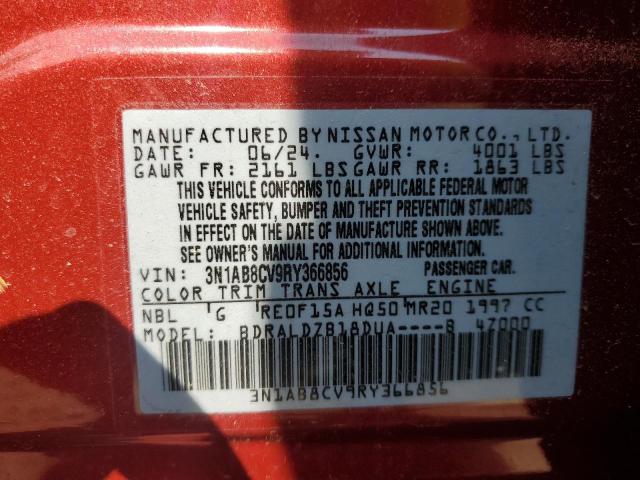 MANUFACTURED BY NISSAN MOTOR CO., LTD.
DATE: 06/24. GVWR: 4001 LBS
GAWR FR: 2161 LBS GAWR RR: 1863 LBS
THIS VEHICLE CONFORMS TO ALL APPLICABLE FEDERAL MOTOR
VEHICLE SAFETY, BUMPER AND THEFT PREVENTION STANDARDS
IN EFFECT ON THE DATE OF MANUFACTURE SHOWN ABOVE.
SEE OWNER'S MANUAL FOR ADDITIONAL INFORMATION.
VIN: 3N1AB8CV9RY366856 PASSENGER CAR.
COLOR TRIM TRANS AXLE ENGINE
NBL G RE0F15A HQ50 MR20 1997 CC
MODEL: BDRALDZB18DUA----B 4Z000
3N1AB8CV9RY366856